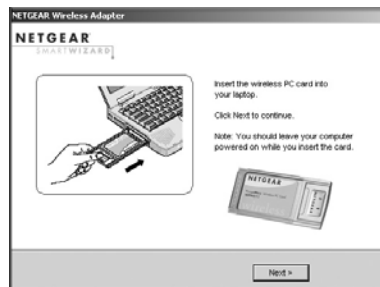 NETGEAR Wireless Adapter
NETGEAR
SMARTWIZARD
Insert the wireless PC card into
your laptop.
Click Next to continue.
Note: You should leave your computer
powered on while you insert the card.
NETGEAR
Next >